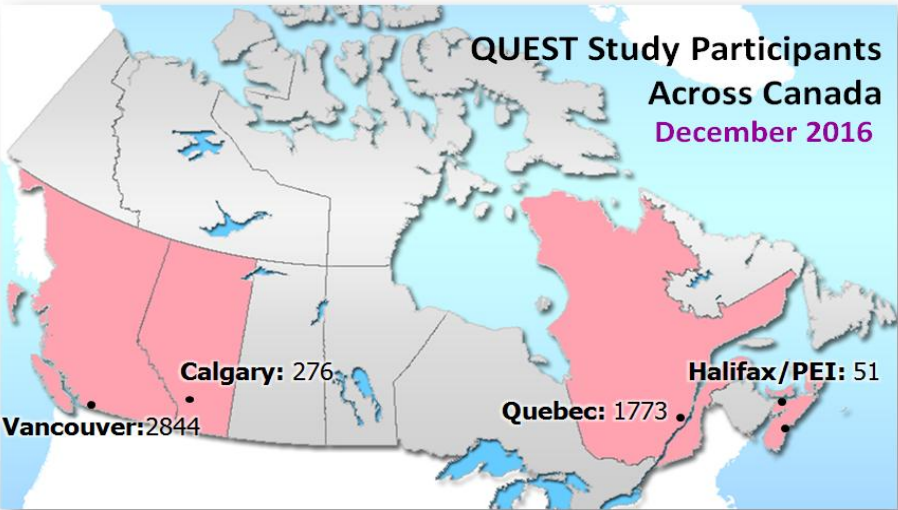 QUEST Study Participants
Across Canada
December 2016
Calgary: 276
Halifax/PEI: 51
Quebec: 1773
Vancouver:2844